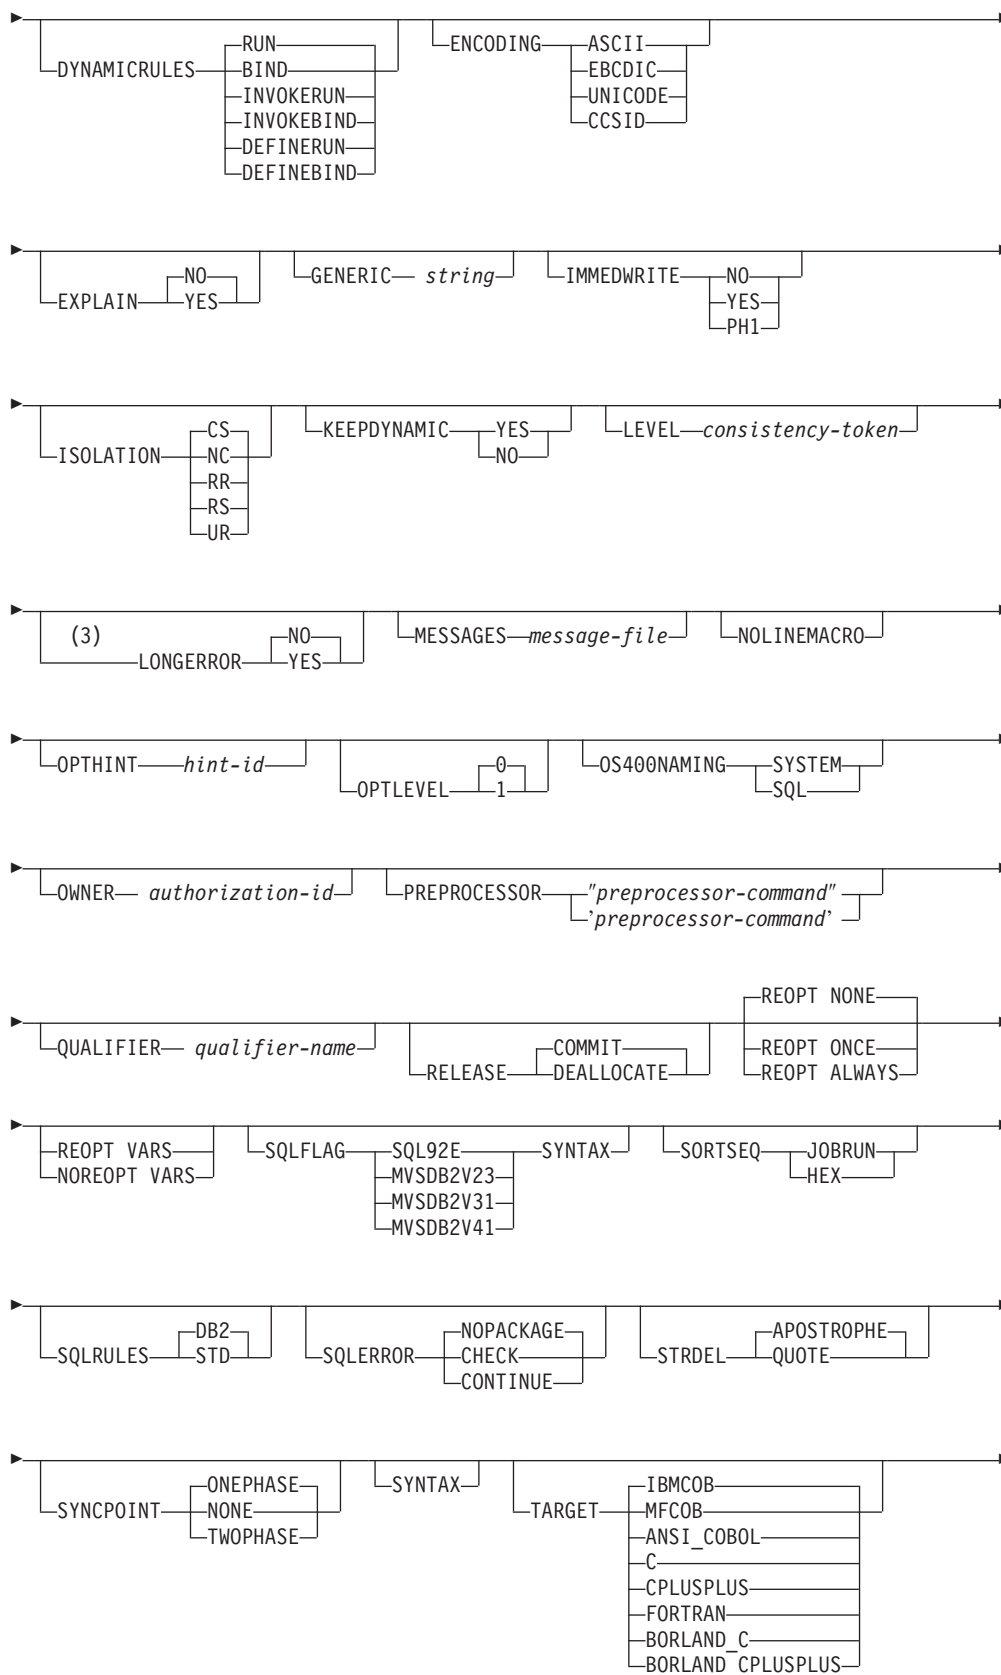 RUN
DYNAMICRULES
BIND
INVOKERUN
INVOKEBIND
DEFINERUN
DEFINEBIND
ENCODING
ASCII
EBCDIC
UNICODE
CCSID
EXPLAIN
NO
YES
GENERIC string
IMMEDWRITE
NO
YES
PH1
ISOLATION
CS
NC
RR
RS
UR
KEEPDYNAMIC
YES
NO
LEVEL consistency-token
(3)
LONGERROR
NO
YES
MESSAGES message-file
NOLINEMACRO
OPTHINT hint-id
OPTLEVEL
0
1
OS400NAMING
SYSTEM
SQL
OWNER authorization-id
PREPROCESSOR
"preprocessor-command"
'preprocessor-command'
QUALIFIER qualifier-name
RELEASE
COMMIT
DEALLOCATE
REOPT NONE
REOPT ONCE
REOPT ALWAYS
REOPT VARS
NOREOPT VARS
SQLFLAG
SQL92E
MVSDB2V23
MVSDB2V31
MVSDB2V41
SYNTAX
SORTSEQ
JOBRUN
HEX
SQLRULES
DB2
STD
SQLERROR
NOPACKAGE
CHECK
CONTINUE
STRDEL
APOSTROPHE
QUOTE
SYNCPOINT
ONEPHASE
NONE
TWOPHASE
SYNTAX
TARGET
IBMCOB
MFCOB
ANSI_COBOL
C
CPLUSPLUS
FORTRAN
BORLAND_C
BORLAND_CPLUSPLUS